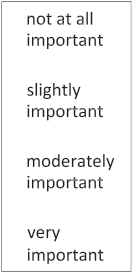 not at all
important
slightly
important
moderately
important
very
important